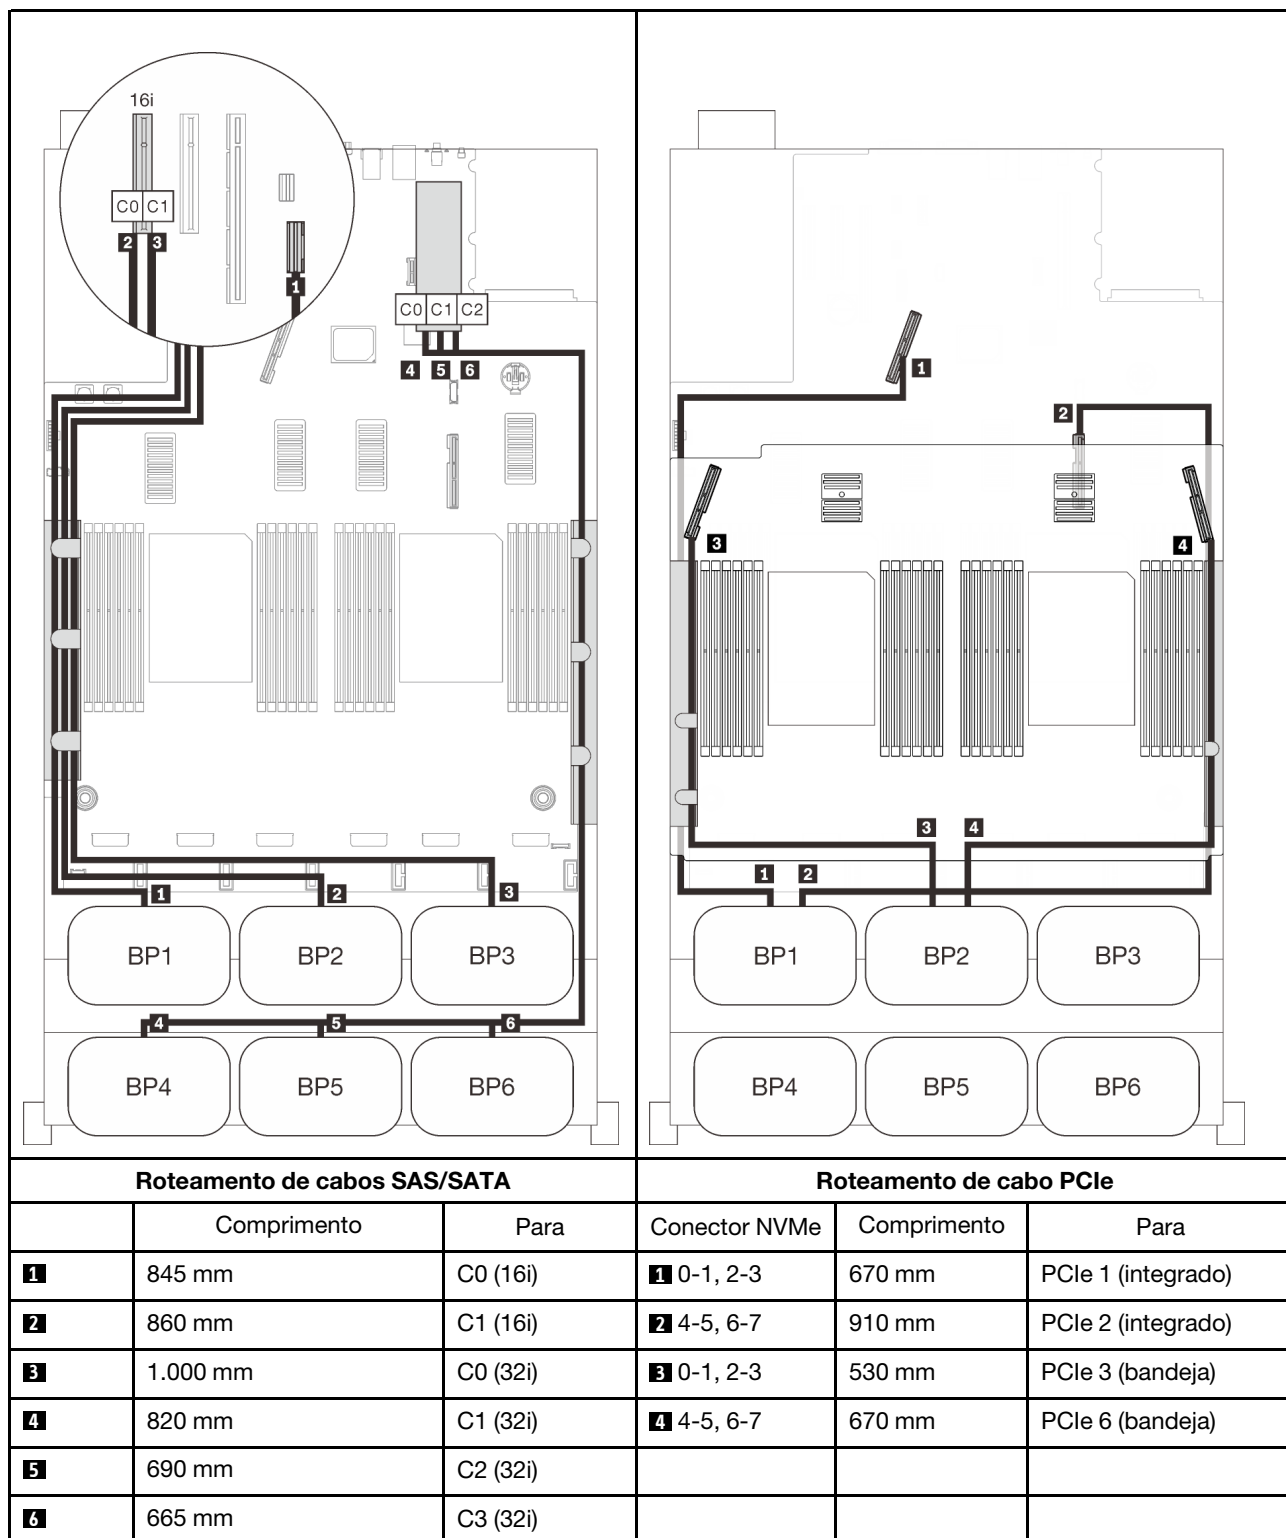 16i
C0 C1
2 3
1
C0 C1 C2
4 5 6
1
2
3
BP1 BP2 BP3
4 5 6
BP4 BP5 BP6
1
2
3 4
3 4
1 2
BP1 BP2 BP3
BP4 BP5 BP6
Roteamento de cabos SAS/SATA Roteamento de cabo PCIe
Comprimento Para Conector NVMe Comprimento Para
1 845 mm C0 (16i) 1 0-1, 2-3 670 mm PCIe 1 (integrado)
2 860 mm C1 (16i) 2 4-5, 6-7 910 mm PCIe 2 (integrado)
3 1.000 mm C0 (32i) 3 0-1, 2-3 530 mm PCIe 3 (bandeja)
4 820 mm C1 (32i) 4 4-5, 6-7 670 mm PCIe 6 (bandeja)
5 690 mm C2 (32i)
6 665 mm C3 (32i)